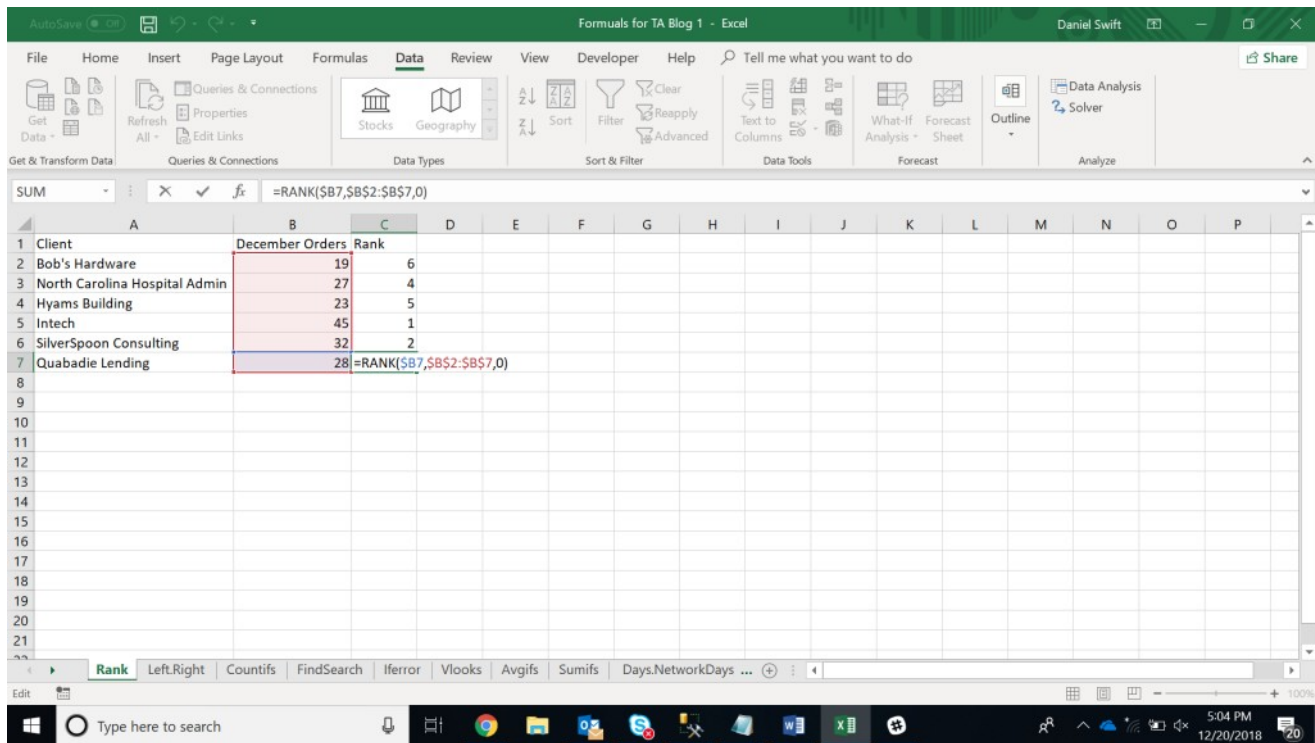 AutoSave Off Formuals for TA Blog 1 - Excel Daniel Swift
File Home Insert Page Layout Formulas Data Review View Developer Help Tell me what you want to do Share
Get Data Refresh All Queries & Connections Properties Edit Links Stocks Geography Sort Filter Clear Reapply Advanced Text to Columns What-If Analysis Forecast Sheet Outline Data Analysis Solver
Get & Transform Data Queries & Connections Data Types Sort & Filter Data Tools Forecast Analyze
SUM fx =RANK($B7,$B$2:$B$7,0)
A B C D E F G H I J K L M N O P
1 Client December Orders Rank
2 Bob's Hardware 19 6
3 North Carolina Hospital Admin 27 4
4 Hyams Building 23 5
5 Intech 45 1
6 SilverSpoon Consulting 32 2
7 Quabadie Lending 28 =RANK($B7,$B$2:$B$7,0)
8
9
10
11
12
13
14
15
16
17
18
19
20
21
Rank Left.Right Countifs FindSearch Iferror Vlooks Avgifs Sumifs Days.NetworkDays ...
Edit 100%
Type here to search 5:04 PM
12/20/2018 20